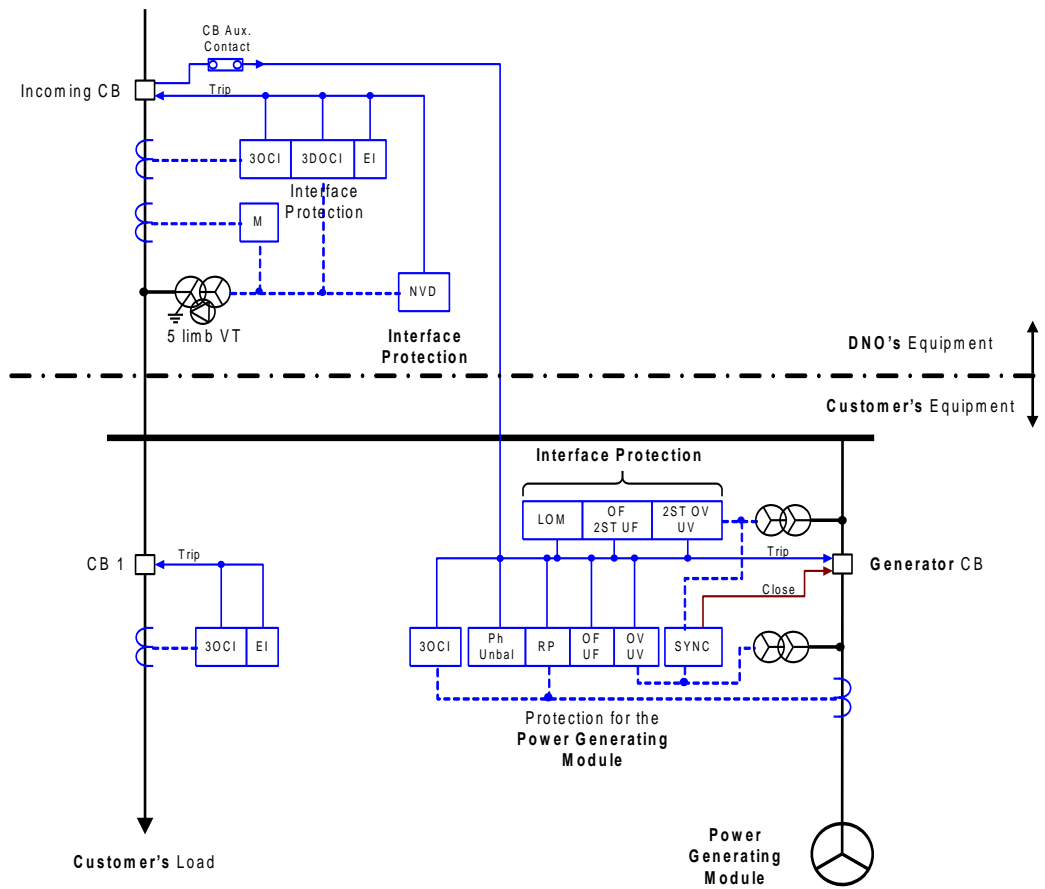 CB Aux.
Contact
Incoming CB
Trip
3OCI
3DOCI
EI
Interface
Protection
M
NVD
5 limb VT
Interface
Protection
DNO's Equipment
Customer's Equipment
Interface Protection
LOM
OF
2ST UF
2ST OV
UV
CB 1
Trip
Trip
Generator CB
Close
3OCI
EI
3OCI
Ph
Unbal
RP
OF
UF
OV
UV
SYNC
Protection for the
Power Generating
Module
Customer's Load
Power
Generating
Module